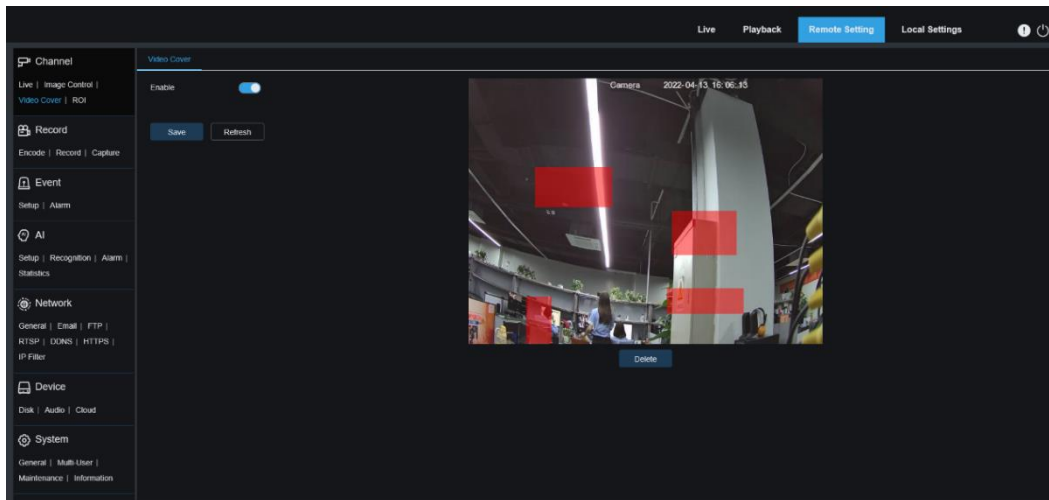 Live Playback Remote Setting Local Settings
Channel
Live | Image Control |
Video Cover | ROI
Record
Encode | Record | Capture
Event
Setup | Alarm
AI
Setup | Recognition | Alarm |
Statistics
Network
General | Email | FTP |
RTSP | DDNS | HTTPS |
IP Filter
Device
Disk | Audio | Cloud
System
General | Multi-User |
Maintenance | Information
Video Cover
Enable
Save Refresh
Camera 2022-04-13 16:06:13
Delete